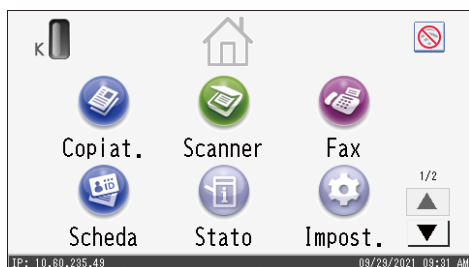 K
Copiat. Scanner Fax
iD
1/2
Scheda Stato Impost.
IP: 10.60.235.49 09/29/2021 09:31 AM